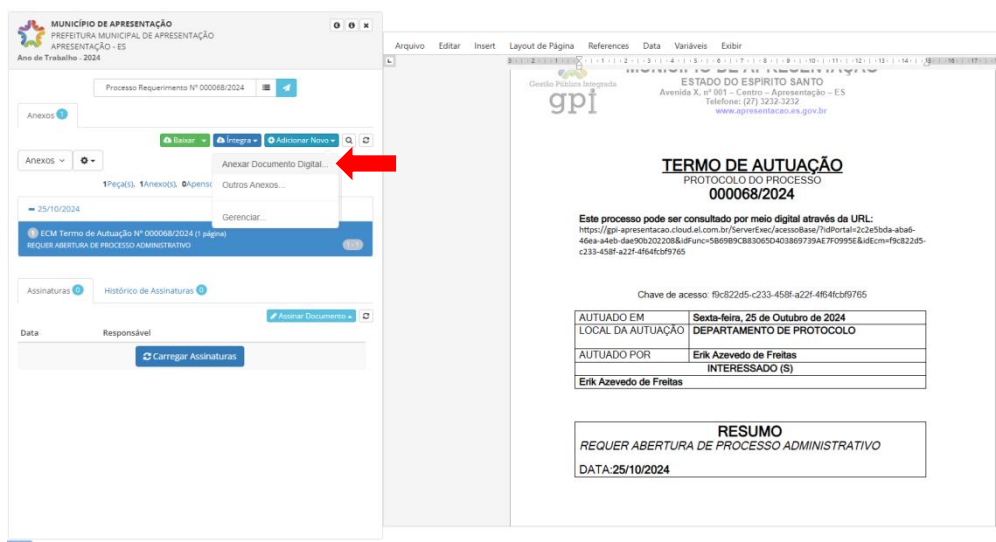 MUNICÍPIO DE APRESENTAÇÃO
PREFEITURA MUNICIPAL DE APRESENTAÇÃO
APRESENTAÇÃO - ES
Ano de Trabalho - 2024
Processo Requerimento Nº 000068/2024
Anexos 1
Baixar
Íntegra
Adicionar Novo
Anexos
Anexar Documento Digital...
Outros Anexos...
Gerenciar...
1Peça(s), 1Anexo(s), 0Apenso
25/10/2024
1 ECM Termo de Autuação Nº 000068/2024 (1 página)
REQUER ABERTURA DE PROCESSO ADMINISTRATIVO
1 - 1
Assinaturas 0
Histórico de Assinaturas 0
Assinar Documento
Data Responsável
Carregar Assinaturas
Arquivo Editar Insert Layout de Página References Data Variáveis Exibir
Gestão Pública Integrada
gpi
ESTADO DO ESPÍRITO SANTO
Avenida X, nº 001 – Centro – Apresentação – ES
Telefone: (27) 3232-3232
www.apresentacao.es.gov.br
TERMO DE AUTUAÇÃO
PROTOCOLO DO PROCESSO
000068/2024
Este processo pode ser consultado por meio digital através da URL:
https://gpi-apresentacao.cloud.el.com.br/ServerExec/acessoBase/?idPortal=2c2e5bda-aba6-
46ea-a4eb-dae90b202208&idFunc=5B69B9CB83065D403869739AE7F0995E&idEcm=f9c822d5-
c233-458f-a22f-4f64fcbf9765
Chave de acesso: f9c822d5-c233-458f-a22f-4f64fcbf9765
AUTUADO EM Sexta-feira, 25 de Outubro de 2024
LOCAL DA AUTUAÇÃO DEPARTAMENTO DE PROTOCOLO
AUTUADO POR Erik Azevedo de Freitas
INTERESSADO (S)
Erik Azevedo de Freitas
RESUMO
REQUER ABERTURA DE PROCESSO ADMINISTRATIVO
DATA:25/10/2024